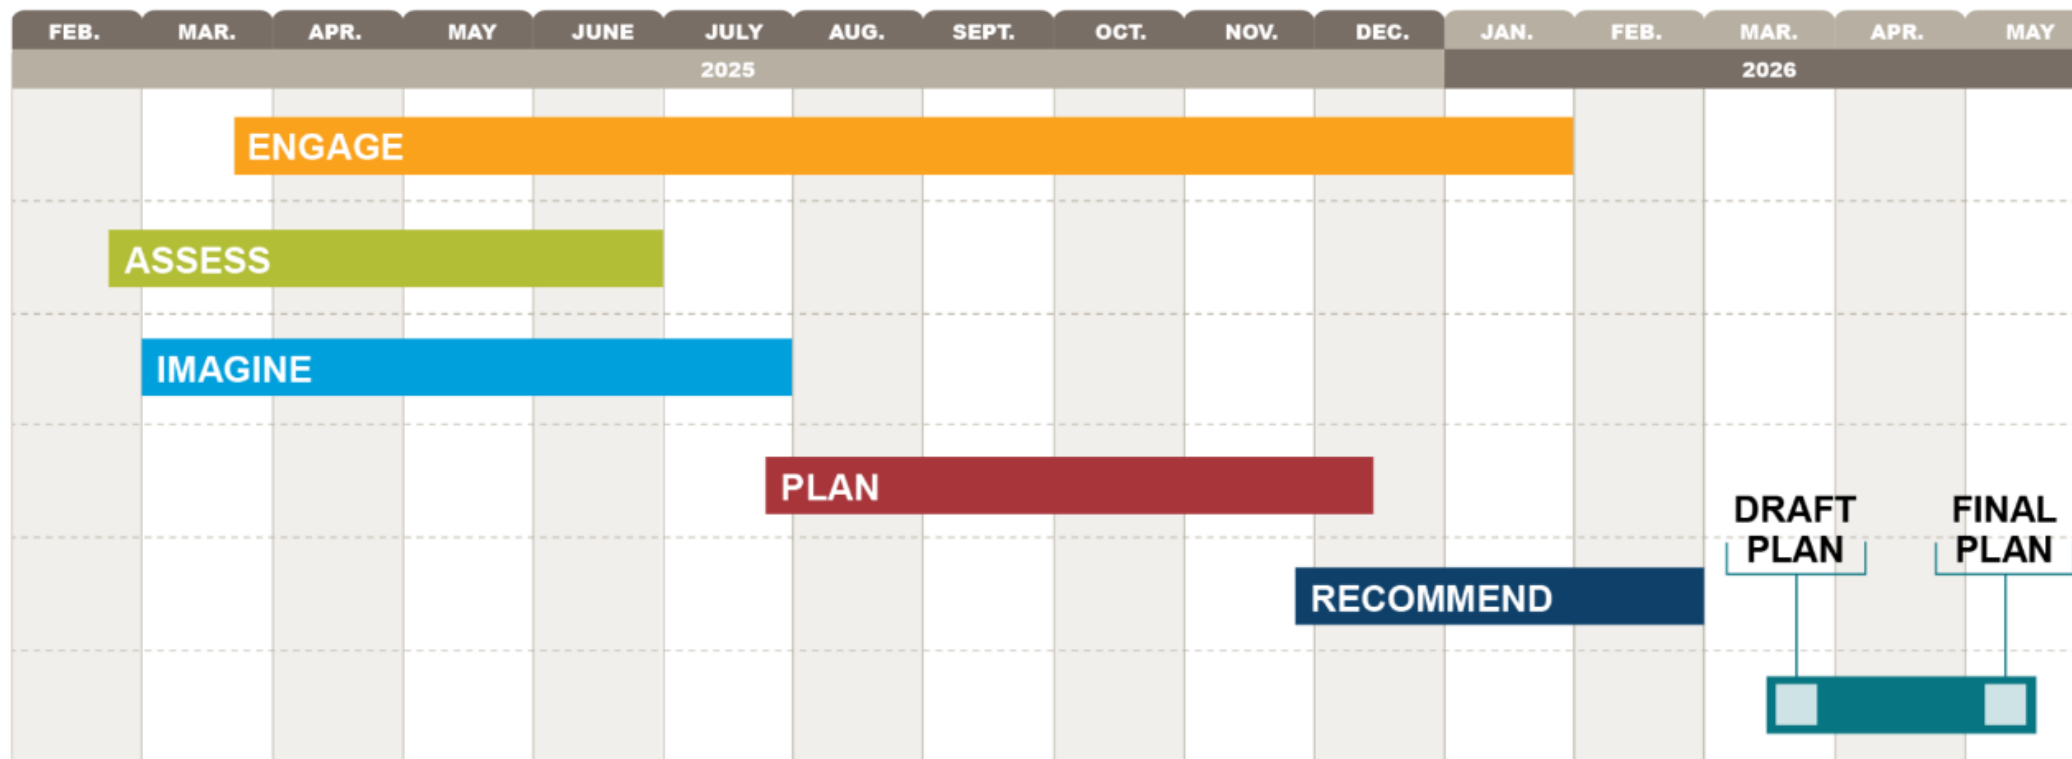 FEB. MAR. APR. MAY JUNE JULY AUG. SEPT. OCT. NOV. DEC. JAN. FEB. MAR. APR. MAY
2025 2026
ENGAGE
ASSESS
IMAGINE
PLAN
DRAFT PLAN
FINAL PLAN
RECOMMEND